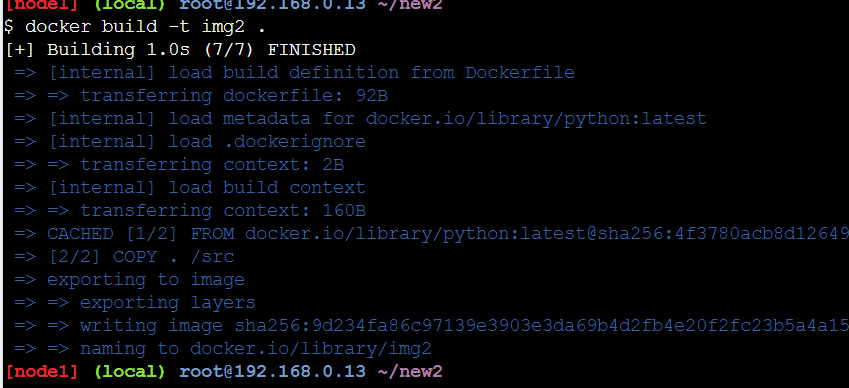 [node1] (local) root@192.168.0.13 ~/new2
$ docker build -t img2 .
[+] Building 1.0s (7/7) FINISHED
=> [internal] load build definition from Dockerfile
=> => transferring dockerfile: 92B
=> [internal] load metadata for docker.io/library/python:latest
=> [internal] load .dockerignore
=> => transferring context: 2B
=> [internal] load build context
=> => transferring context: 160B
=> CACHED [1/2] FROM docker.io/library/python:latest@sha256:4f3780acb8d12649
=> [2/2] COPY . /src
=> exporting to image
=> => exporting layers
=> => writing image sha256:9d234fa86c97139e3903e3da69b4d2fb4e20f2fc23b5a4a15
=> => naming to docker.io/library/img2
[node1] (local) root@192.168.0.13 ~/new2